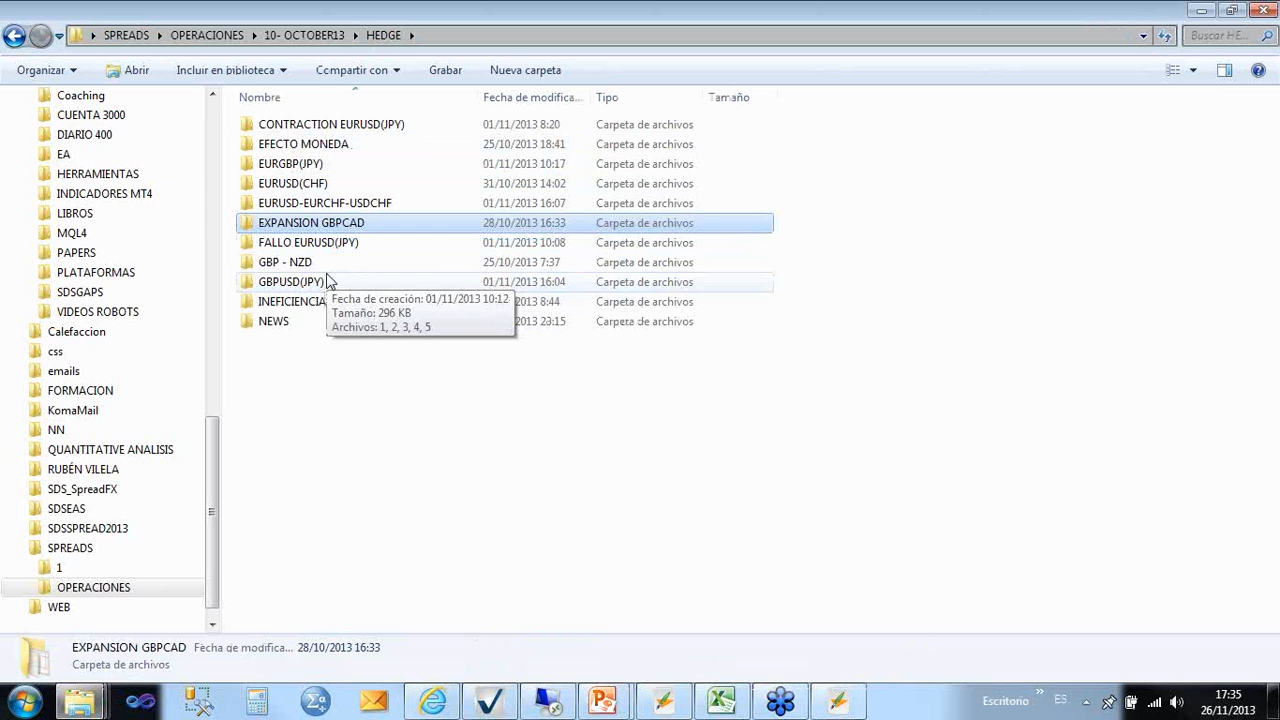 SPREADS OPERACIONES 10- OCTOBER13 HEDGE
Buscar HE...
Organizar Abrir Incluir en biblioteca Compartir con Grabar Nueva carpeta
Nombre Fecha de modifica... Tipo Tamaño
Coaching
CUENTA 3000
DIARIO 400
EA
HERRAMIENTAS
INDICADORES MT4
LIBROS
MQL4
PAPERS
PLATAFORMAS
SDSGAPS
VIDEOS ROBOTS
Calefaccion
css
emails
FORMACION
KomaMail
NN
QUANTITATIVE ANALISIS
RUBÉN VILELA
SDS_SpreadFX
SDSEAS
SDSSPREAD2013
SPREADS
1
OPERACIONES
WEB
CONTRACTION EURUSD(JPY) 01/11/2013 8:20 Carpeta de archivos
EFECTO MONEDA 25/10/2013 18:41 Carpeta de archivos
EURGBP(JPY) 01/11/2013 10:17 Carpeta de archivos
EURUSD(CHF) 31/10/2013 14:02 Carpeta de archivos
EURUSD-EURCHF-USDCHF 01/11/2013 16:07 Carpeta de archivos
EXPANSION GBPCAD 28/10/2013 16:33 Carpeta de archivos
FALLO EURUSD(JPY) 01/11/2013 10:08 Carpeta de archivos
GBP - NZD 25/10/2013 7:37 Carpeta de archivos
GBPUSD(JPY) 01/11/2013 16:04 Carpeta de archivos
INEFICIENCIA 2013 8:44 Carpeta de archivos
NEWS 2013 23:15 Carpeta de archivos
Fecha de creación: 01/11/2013 10:12
Tamaño: 296 KB
Archivos: 1, 2, 3, 4, 5
EXPANSION GBPCAD Fecha de modifica... 28/10/2013 16:33
Carpeta de archivos
Escritorio ES
17:35
26/11/2013